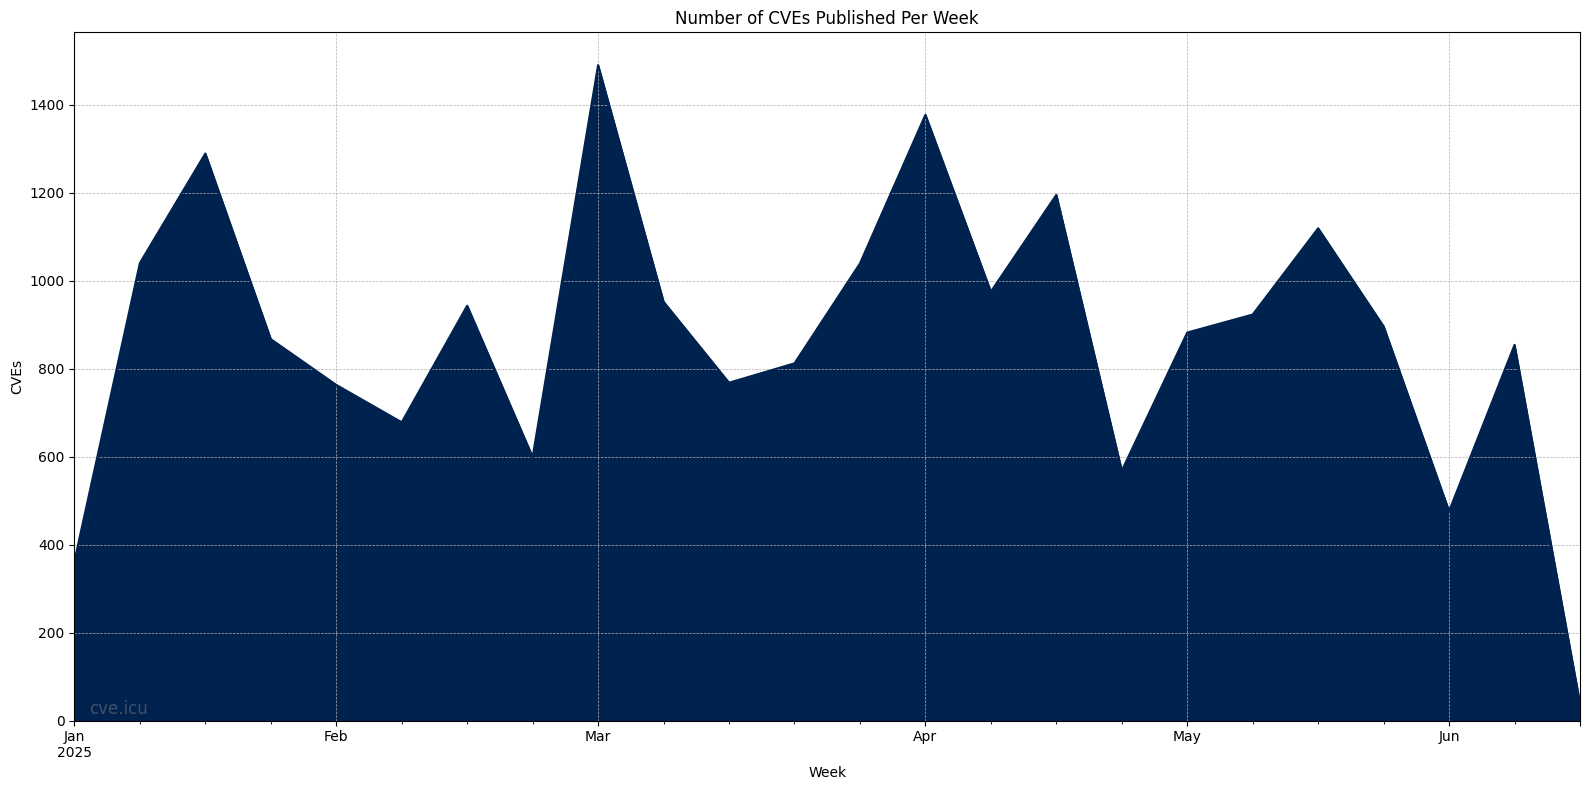 Number of CVEs Published Per Week
CVEs
1400
1200
1000
800
600
400
200
0
cve.icu
Jan
2025
Feb
Mar
Apr
May
Jun
Week